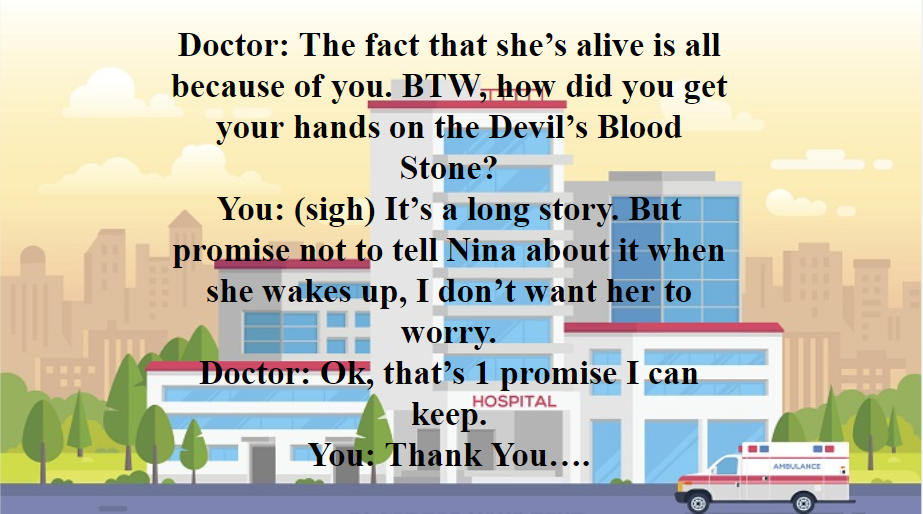 Doctor: The fact that she’s alive is all
because of you. BTW, how did you get
your hands on the Devil’s Blood
Stone?
You: (sigh) It’s a long story. But
promise not to tell Nina about it when
she wakes up, I don’t want her to
worry.
Doctor: Ok, that’s 1 promise I can
keep.
You: Thank You….
HOSPITAL
AMBULANCE